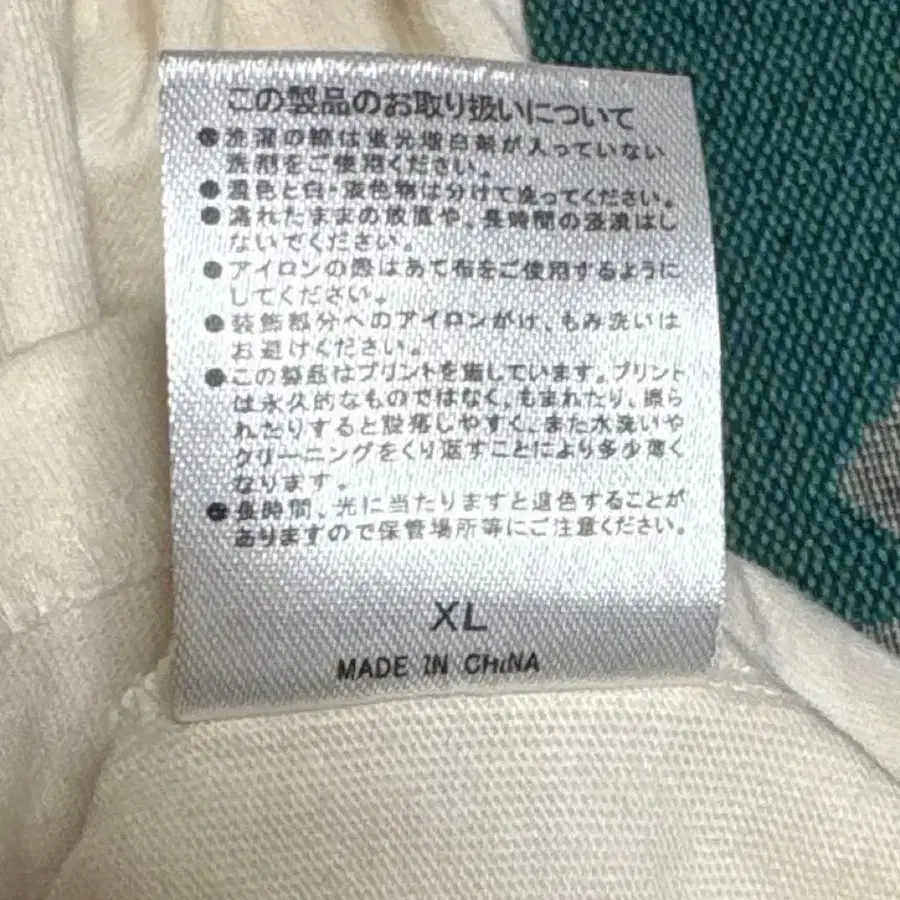 この製品のお取り扱いについて
●洗濯の際は蛍光増白剤が入っていない
洗剤をご使用ください。
●濃色と白・淡色物は分けて洗ってください。
●濡れたままの放置や、長時間の浸漬はし
ないでください。
●アイロンの際はあて布をご使用するように
してください。
●装飾部分へのアイロンがけ、もみ洗いは
お避けください。
●この製品はプリントを施しています。プリント
は永久的なものではなく、もまれたり、擦ら
れたりすると脱落しやすく、また水洗いや
クリーニングをくり返すことにより多少薄く
なります。
●長時間、光に当たりますと退色することが
ありますので保管場所等にご注意ください。
XL
MADE IN CHINA